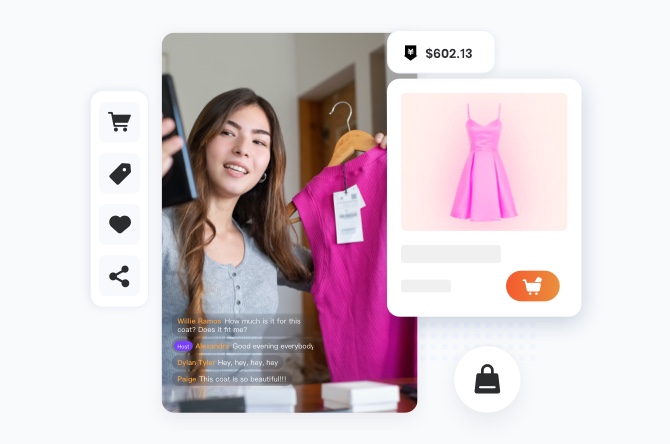 $602.13
Willie Ramos How much is it for this
coat? Does it fit me?
Host Alexandra Good evening everybody
Dylan Tyler Hey, hey, hey, hey
Paige This coat is so beautiful!!!